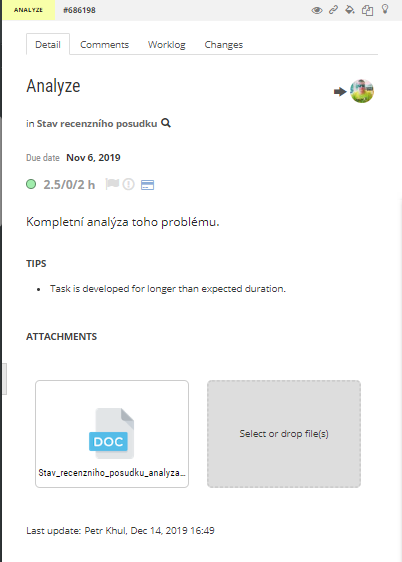 ANALYZE #686198
Detail Comments Worklog Changes
Analyze
in Stav recenzního posudku
Due date Nov 6, 2019
2.5/0/2 h
Kompletní analýza toho problému.
TIPS
• Task is developed for longer than expected duration.
ATTACHMENTS
DOC
Select or drop file(s)
Stav_recenzniho_posudku_analyza...
Last update: Petr Khul, Dec 14, 2019 16:49